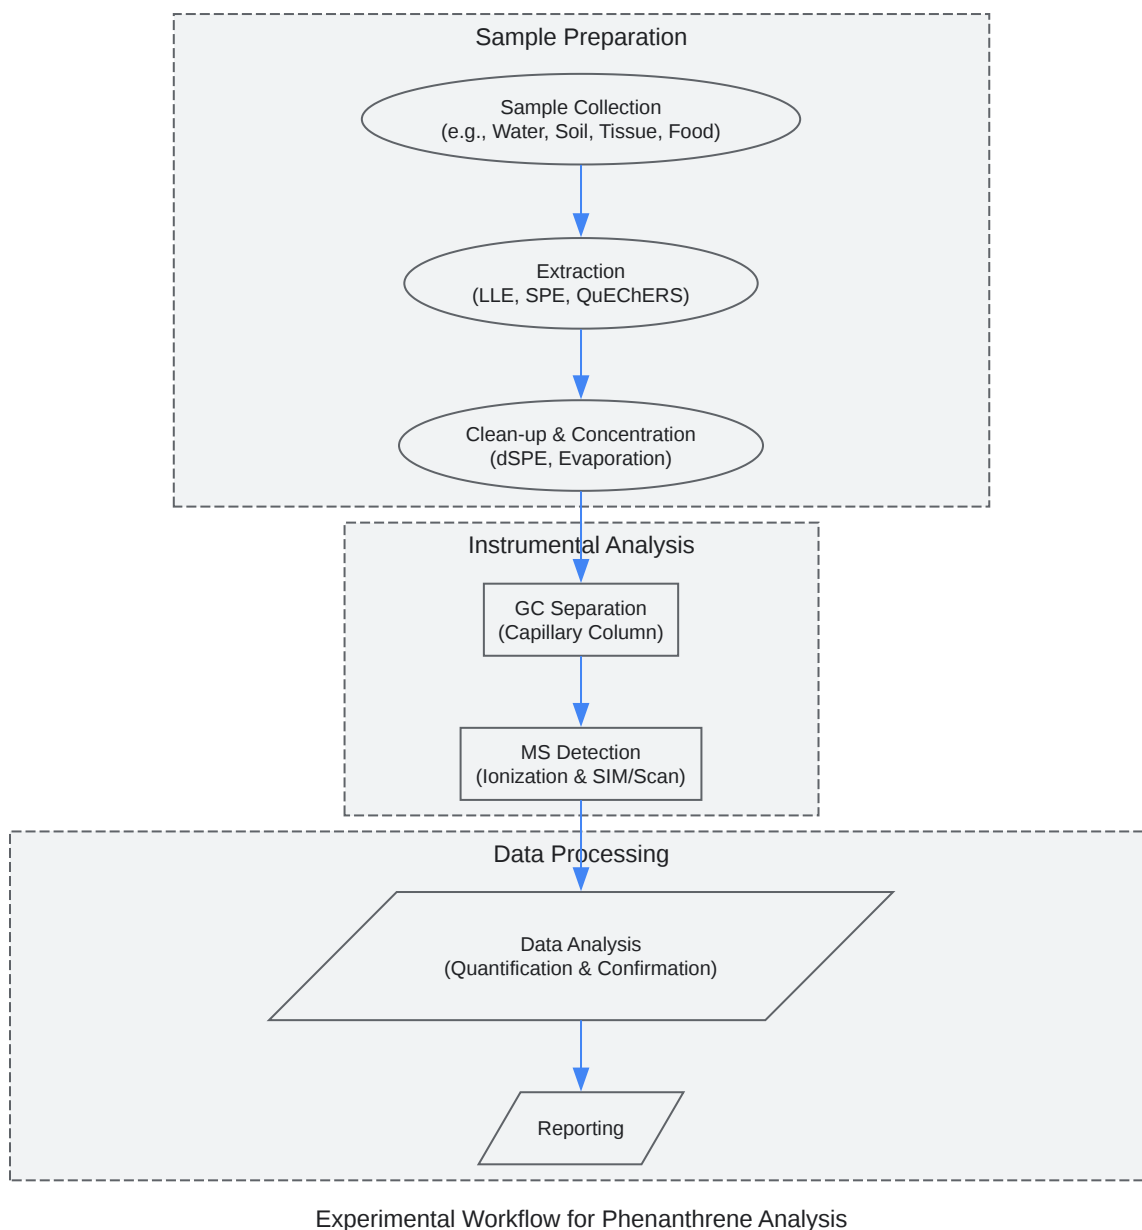 Sample Preparation
Sample Collection
(e.g., Water, Soil, Tissue, Food)
Extraction
(LLE, SPE, QuEChERS)
Clean-up & Concentration
(dSPE, Evaporation)
Instrumental Analysis
GC Separation
(Capillary Column)
MS Detection
(Ionization & SIM/Scan)
Data Processing
Data Analysis
(Quantification & Confirmation)
Reporting
Experimental Workflow for Phenanthrene Analysis